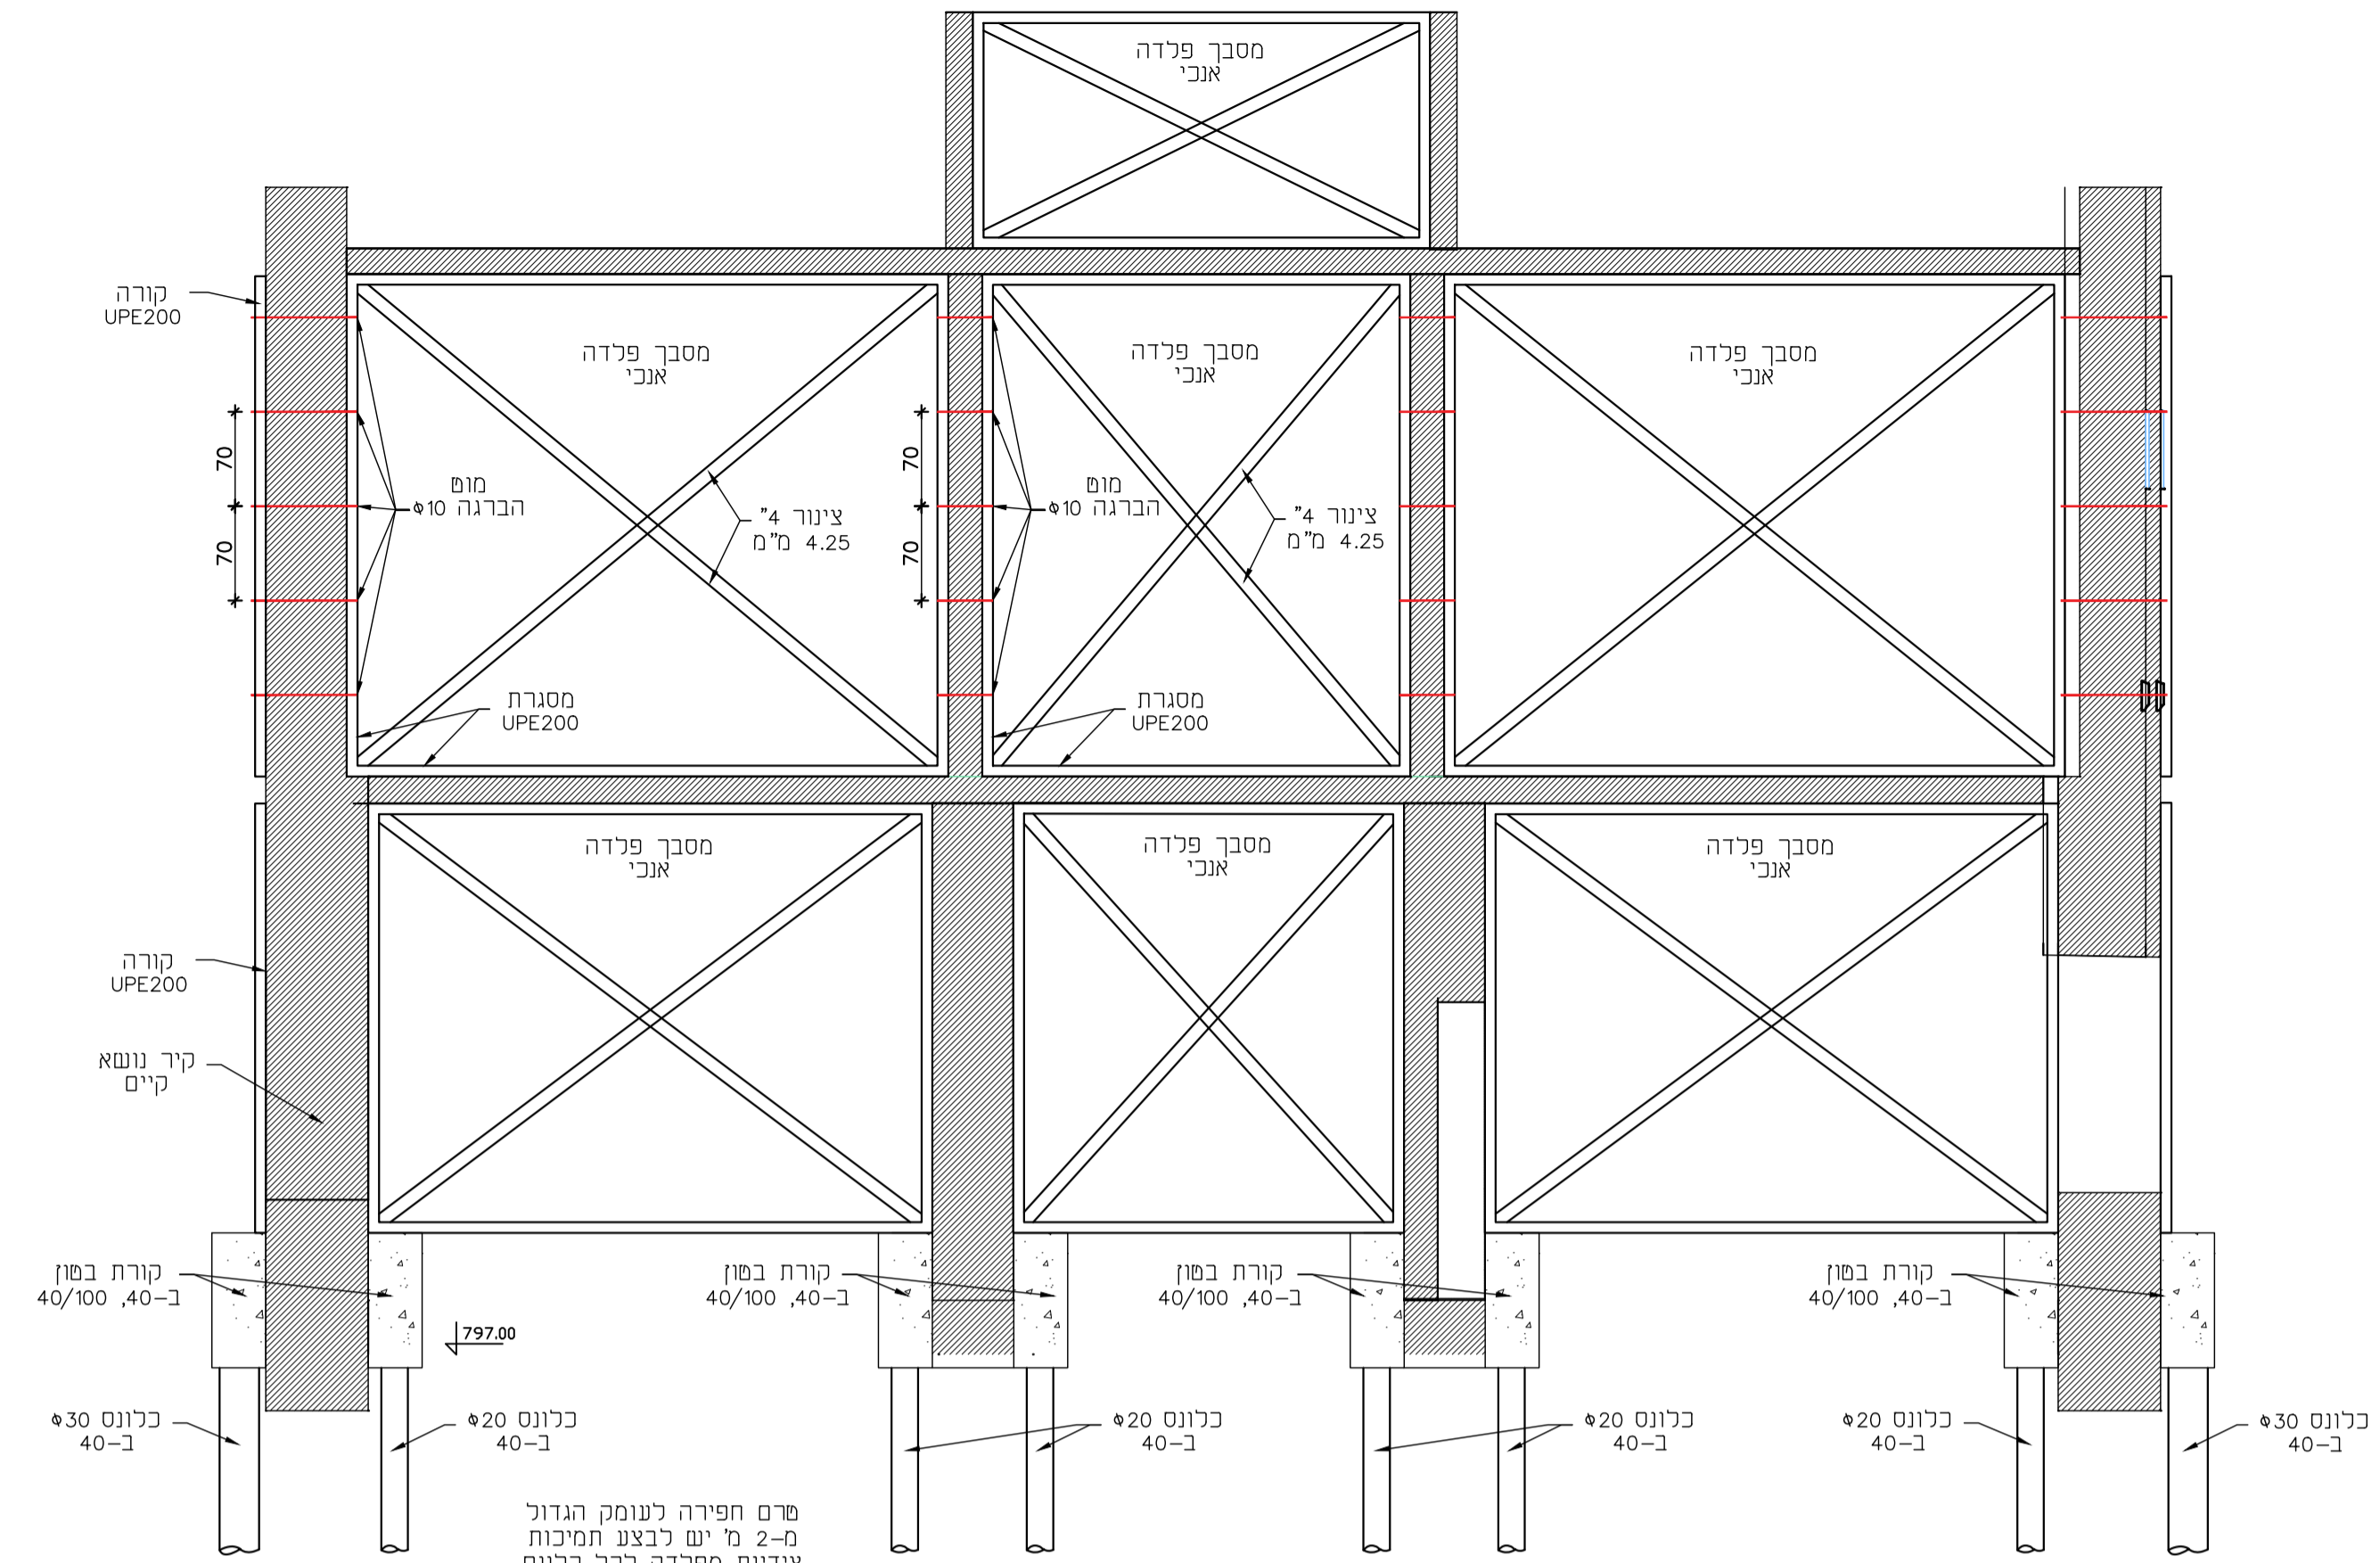 מסבך פלדה
אנכי
קורה
UPE200
מסבך פלדה
אנכי
מסבך פלדה
אנכי
מסבך פלדה
אנכי
70
70
מוט
הברגה ϕ10
צינור 4"
4.25 מ"מ
70
70
מוט
הברגה ϕ10
צינור 4"
4.25 מ"מ
מסגרת
UPE200
מסגרת
UPE200
מסבך פלדה
אנכי
מסבך פלדה
אנכי
מסבך פלדה
אנכי
קורה
UPE200
קיר נושא
קיים
קורת בטון
ב-40, 40/100
קורת בטון
ב-40, 40/100
קורת בטון
ב-40, 40/100
קורת בטון
ב-40, 40/100
797.00
כלונס ϕ30
ב-40
כלונס ϕ20
ב-40
כלונס ϕ20
ב-40
כלונס ϕ20
ב-40
כלונס ϕ20
ב-40
כלונס ϕ30
ב-40
טרם חפירה לעומק הגדול
מ-2 מ' יש לבצע תמיכות